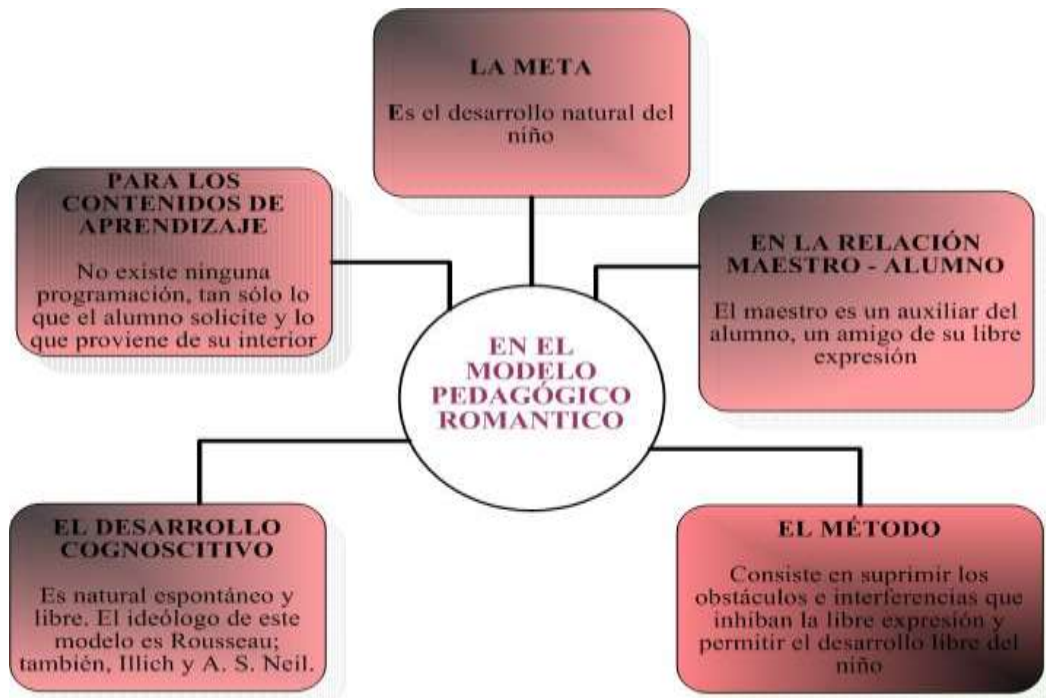 LA META
Es el desarrollo natural del
niño
PARA LOS
CONTENIDOS DE
APRENDIZAJE
No existe ninguna
programación, tan sólo lo
que el alumno solicite y lo
que proviene de su interior
EN LA RELACIÓN
MAESTRO - ALUMNO
El maestro es un auxiliar del
alumno, un amigo de su libre
expresión
EN EL
MODELO
PEDAGÓGICO
ROMANTICO
EL DESARROLLO
COGNOSCITIVO
Es natural espontáneo y
libre. El ideólogo de este
modelo es Rousseau;
también, Illich y A. S. Neil.
EL MÉTODO
Consiste en suprimir los
obstáculos e interferencias que
inhiban la libre expresión y
permitir el desarrollo libre del
niño